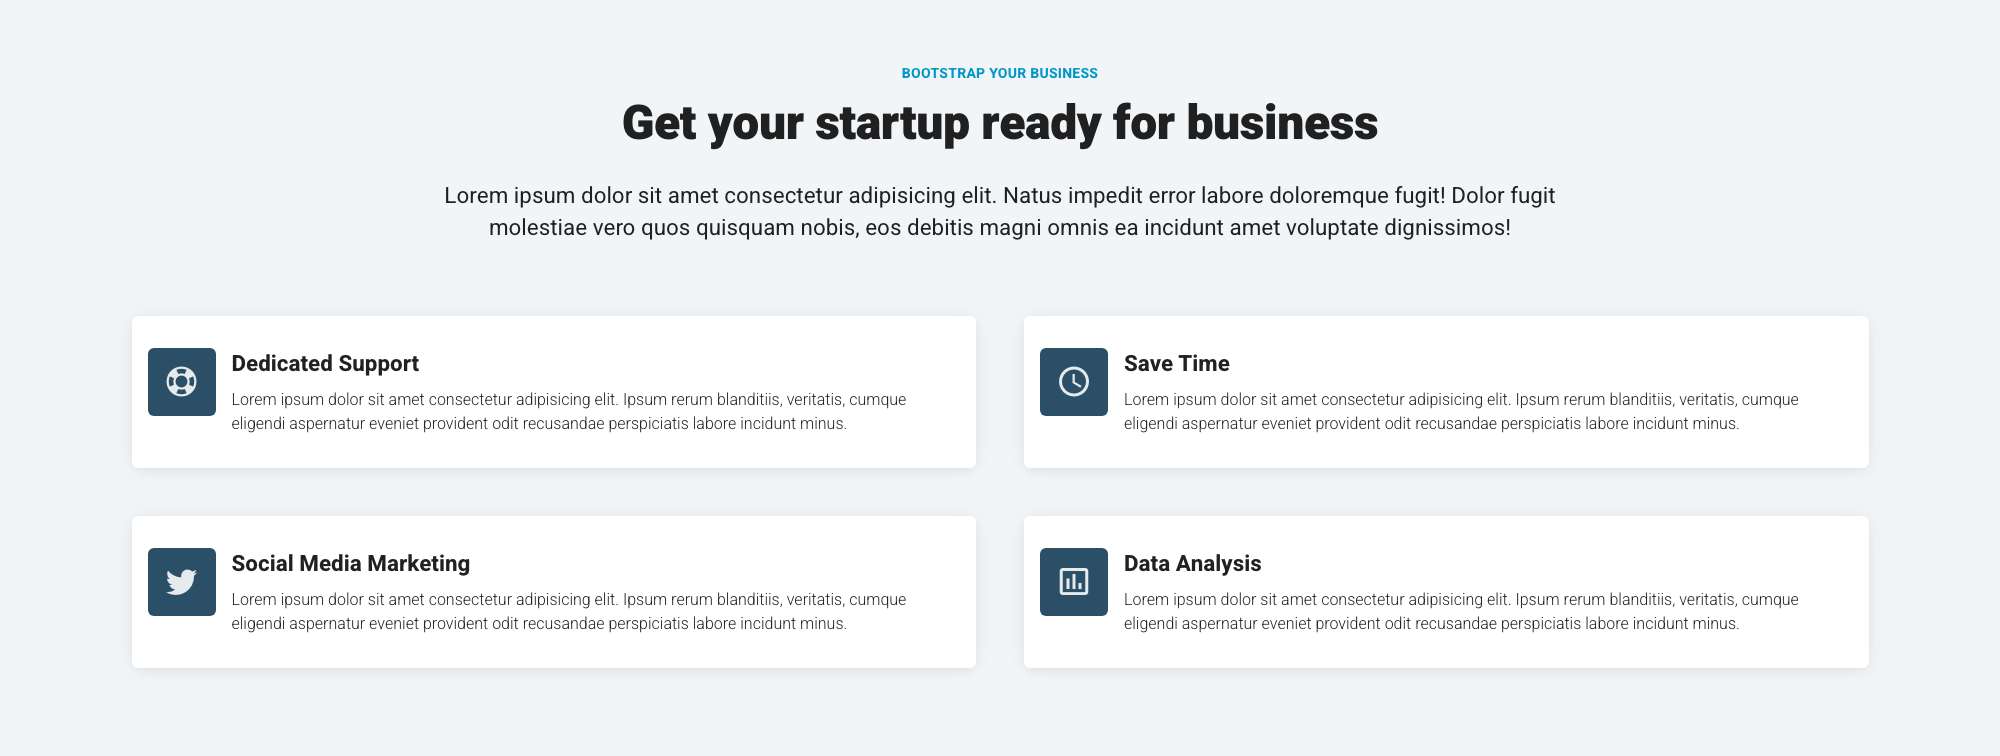 BOOTSTRAP YOUR BUSINESS
Get your startup ready for business
Lorem ipsum dolor sit amet consectetur adipisicing elit. Natus impedit error labore doloremque fugit! Dolor fugit
molestiae vero quos quisquam nobis, eos debitis magni omnis ea incidunt amet voluptate dignissimos!
Dedicated Support
Lorem ipsum dolor sit amet consectetur adipisicing elit. Ipsum rerum blanditiis, veritatis, cumque
eligendi aspernatur eveniet provident odit recusandae perspiciatis labore incidunt minus.
Save Time
Lorem ipsum dolor sit amet consectetur adipisicing elit. Ipsum rerum blanditiis, veritatis, cumque
eligendi aspernatur eveniet provident odit recusandae perspiciatis labore incidunt minus.
Social Media Marketing
Lorem ipsum dolor sit amet consectetur adipisicing elit. Ipsum rerum blanditiis, veritatis, cumque
eligendi aspernatur eveniet provident odit recusandae perspiciatis labore incidunt minus.
Data Analysis
Lorem ipsum dolor sit amet consectetur adipisicing elit. Ipsum rerum blanditiis, veritatis, cumque
eligendi aspernatur eveniet provident odit recusandae perspiciatis labore incidunt minus.